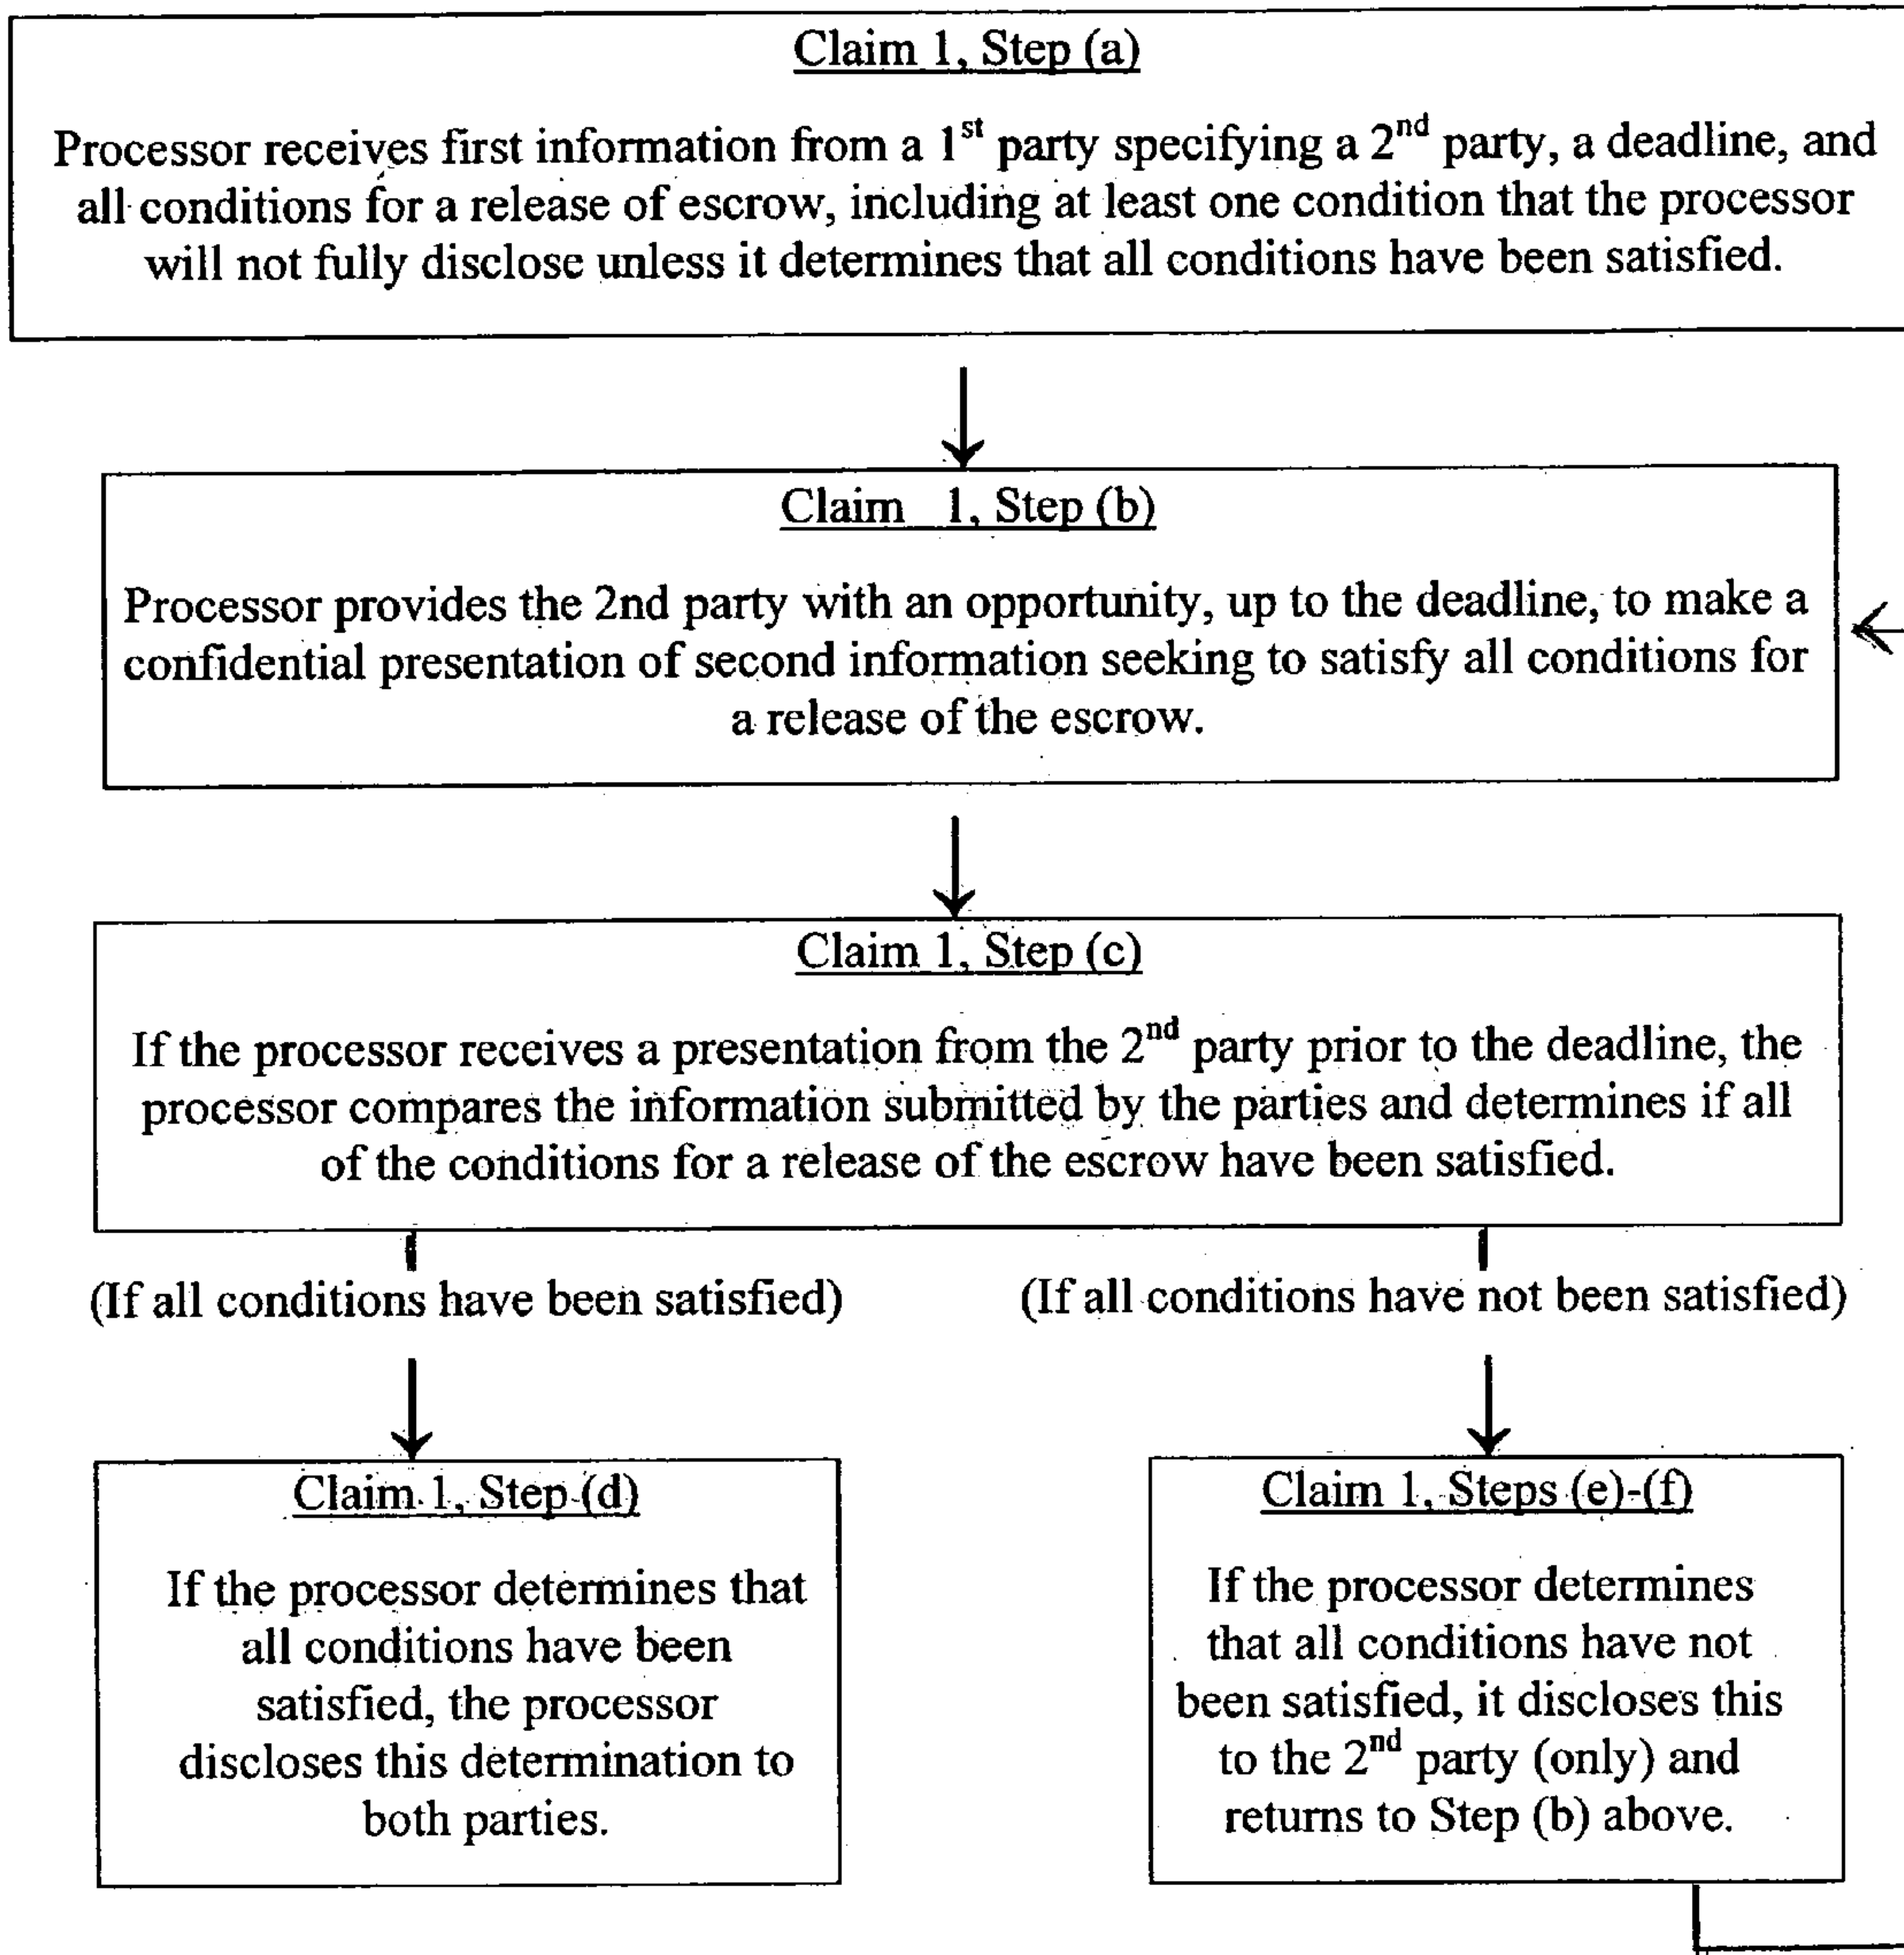 Claim 1, Step (a)
Processor receives first information from a 1st party specifying a 2nd party, a deadline, and
all conditions for a release of escrow, including at least one condition that the processor
will not fully disclose unless it determines that all conditions have been satisfied.
Claim 1, Step (b)
Processor provides the 2nd party with an opportunity, up to the deadline, to make a
confidential presentation of second information seeking to satisfy all conditions for
a release of the escrow.
Claim 1, Step (c)
If the processor receives a presentation from the 2nd party prior to the deadline, the
processor compares the information submitted by the parties and determines if all
of the conditions for a release of the escrow have been satisfied.
(If all conditions have been satisfied)
(If all conditions have not been satisfied)
Claim 1, Step (d)
If the processor determines that
all conditions have been
satisfied, the processor
discloses this determination to
both parties.
Claim 1, Steps (e)-(f)
If the processor determines
that all conditions have not
been satisfied, it discloses this
to the 2nd party (only) and
returns to Step (b) above.